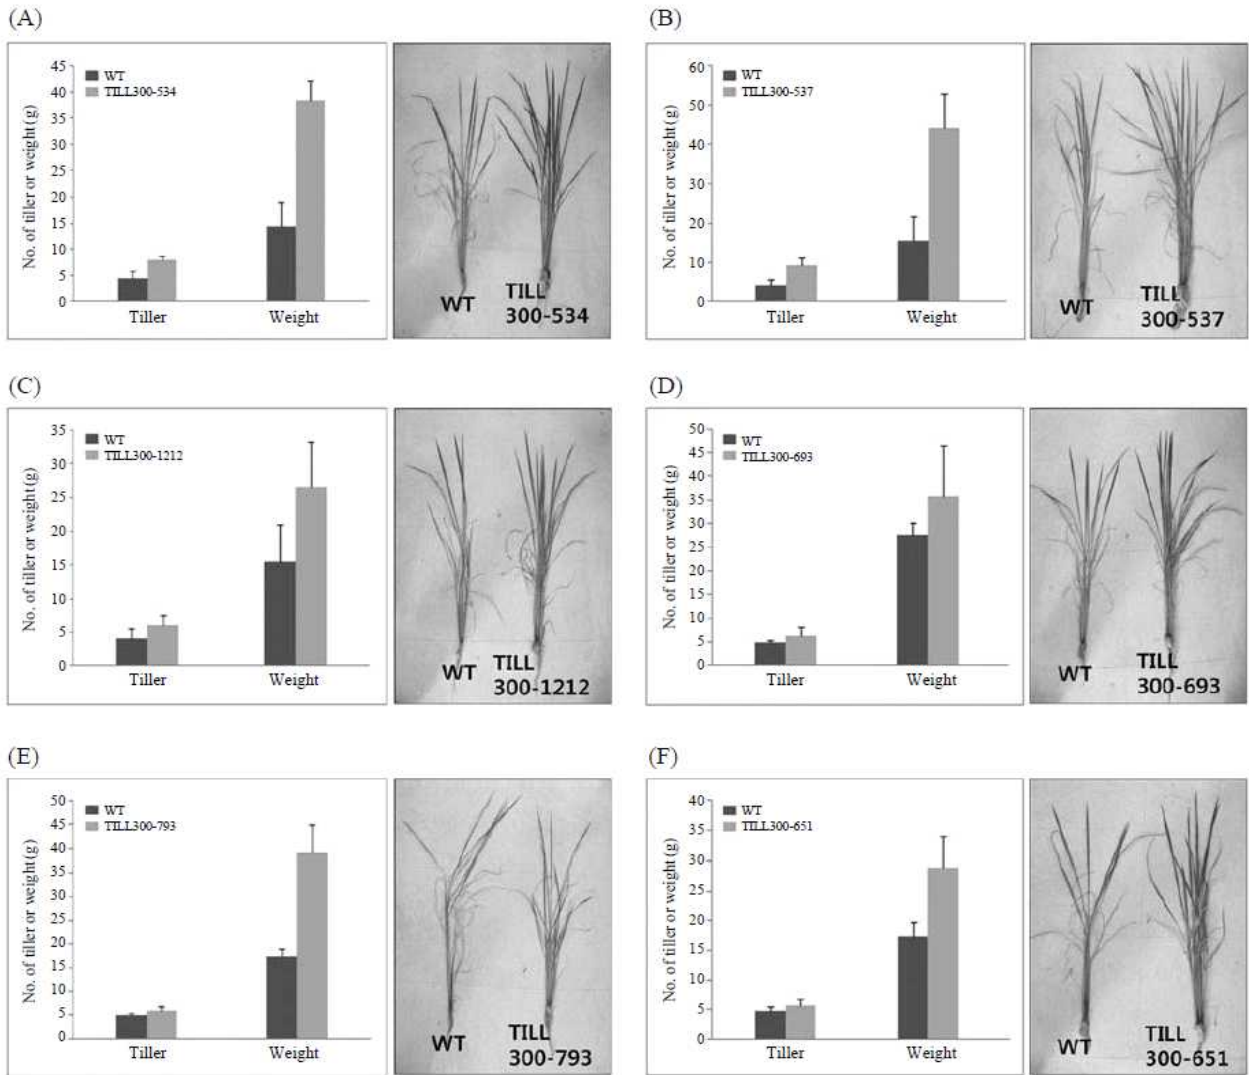 (A)
No. of tiller or weight (g)
45
40
35
30
25
20
15
10
5
0
WT
TILL300-534
Tiller Weight
WT TILL
300-534
(B)
No. of tiller or weight (g)
60
50
40
30
20
10
0
WT
TILL300-537
Tiller Weight
WT TILL
300-537
(C)
No. of tiller or weight (g)
35
30
25
20
15
10
5
0
WT
TILL300-1212
Tiller Weight
WT TILL
300-1212
(D)
No. of tiller or weight (g)
50
45
40
35
30
25
20
15
10
5
0
WT
TILL300-693
Tiller Weight
WT TILL
300-693
(E)
No. of tiller or weight (g)
50
45
40
35
30
25
20
15
10
5
0
WT
TILL300-793
Tiller Weight
WT TILL
300-793
(F)
No. of tiller or weight (g)
40
35
30
25
20
15
10
5
0
WT
TILL300-651
Tiller Weight
WT TILL
300-651